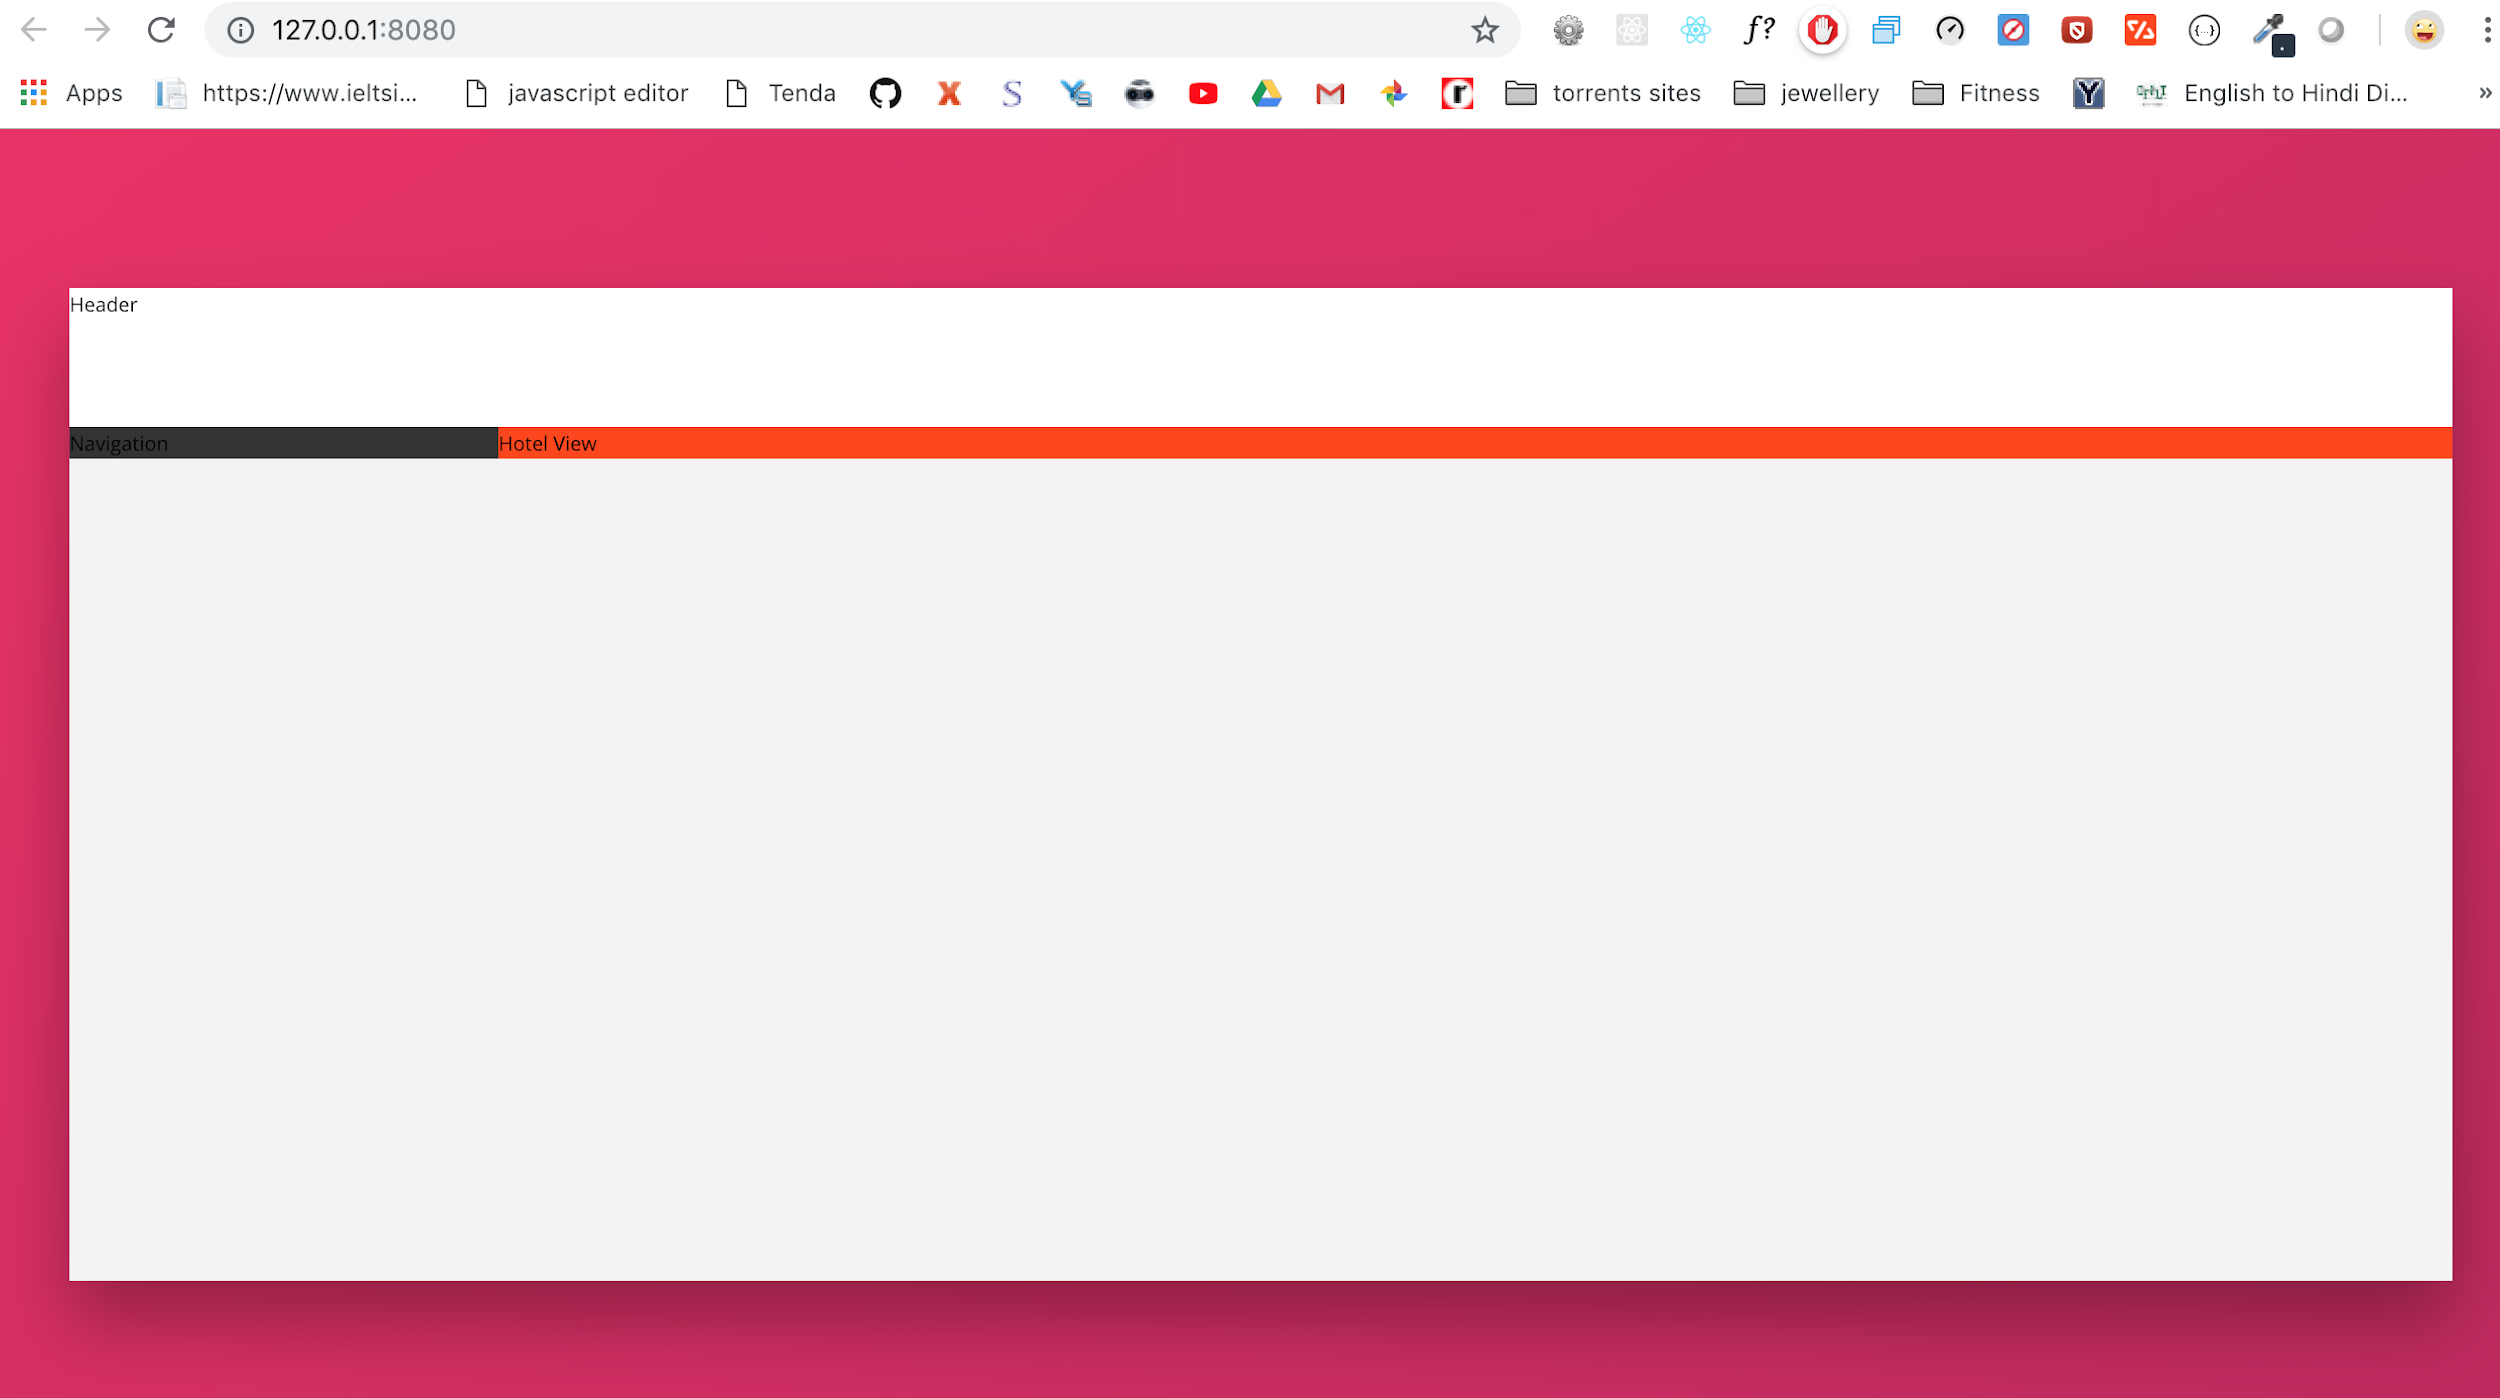 127.0.0.1:8080
f?
Apps https://www.ieltsi... javascript editor Tenda torrents sites jewellery Fitness English to Hindi Di... »
Header
Navigation Hotel View